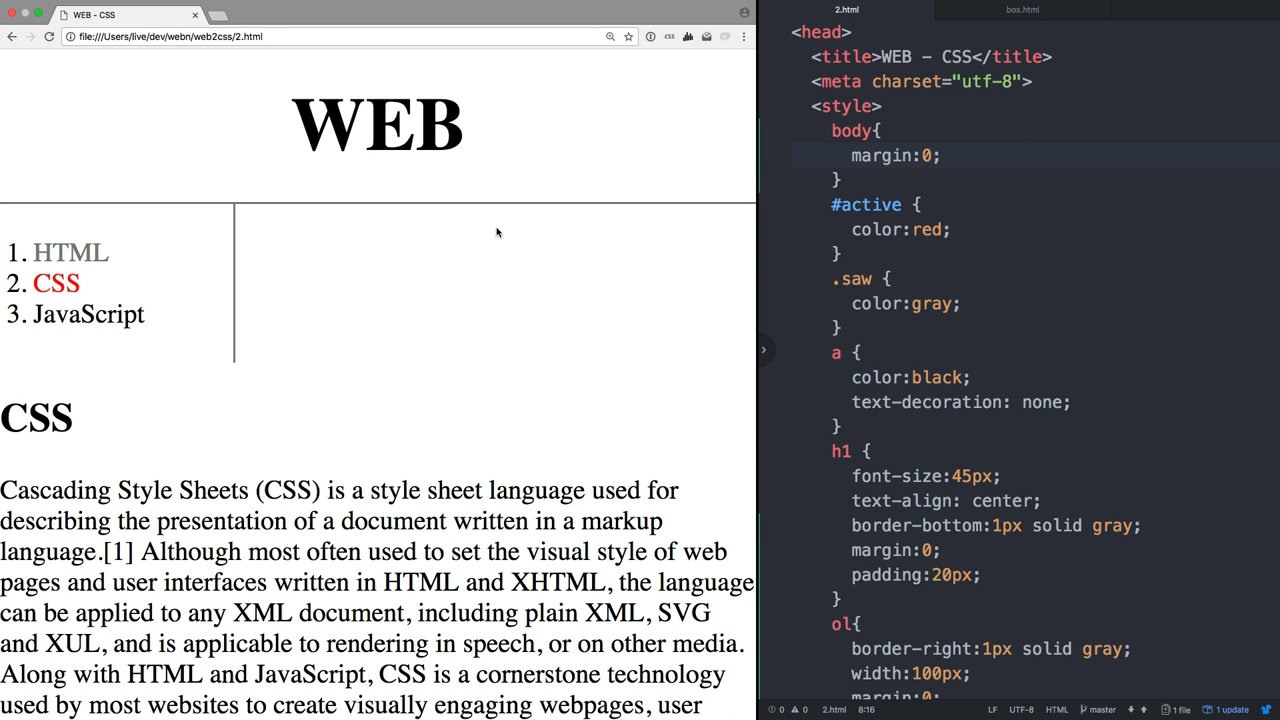 WEB - CSS
file:///Users/live/dev/webn/web2css/2.html
css
WEB
1. HTML
2. CSS
3. JavaScript
CSS
Cascading Style Sheets (CSS) is a style sheet language used for
describing the presentation of a document written in a markup
language.[1] Although most often used to set the visual style of web
pages and user interfaces written in HTML and XHTML, the language
can be applied to any XML document, including plain XML, SVG
and XUL, and is applicable to rendering in speech, or on other media.
Along with HTML and JavaScript, CSS is a cornerstone technology
used by most websites to create visually engaging webpages, user
2.html
box.html
<head>
<title>WEB - CSS</title>
<meta charset="utf-8">
<style>
body{
margin:0;
}
#active {
color:red;
}
.saw {
color:gray;
}
a {
color:black;
text-decoration: none;
}
h1 {
font-size:45px;
text-align: center;
border-bottom:1px solid gray;
margin:0;
padding:20px;
}
ol{
border-right:1px solid gray;
width:100px;
margin:0;
0 0 2.html 8:16
LF UTF-8 HTML master 1 file 1 update